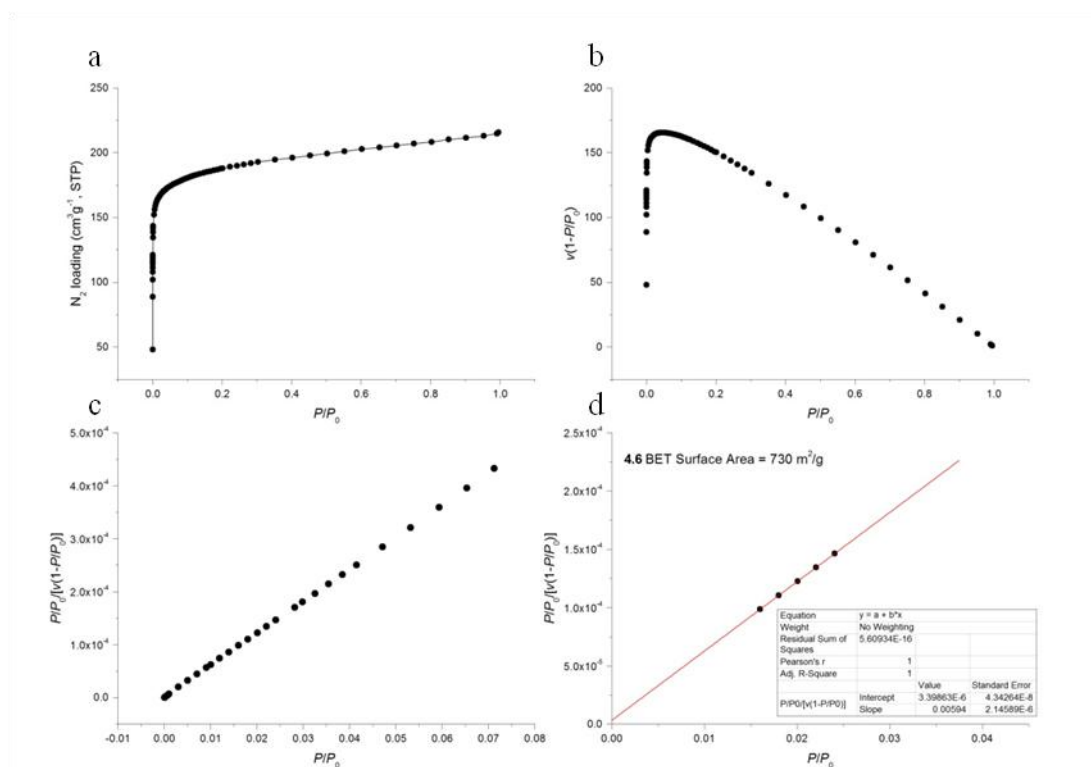 a
250
200
150
100
50
N₂ loading (cm³g⁻¹, STP)
0.0 0.2 0.4 0.6 0.8 1.0
P/P₀
b
200
150
100
50
0
v(1-P/P₀)
0.0 0.2 0.4 0.6 0.8 1.0
P/P₀
c
5.0x10⁻⁴
4.0x10⁻⁴
3.0x10⁻⁴
2.0x10⁻⁴
1.0x10⁻⁴
0.0
P/P₀/[v(1-P/P₀)]
-0.01 0.00 0.01 0.02 0.03 0.04 0.05 0.06 0.07 0.08
P/P₀
d
4.6 BET Surface Area = 730 m²/g
2.5x10⁻⁴
2.0x10⁻⁴
1.5x10⁻⁴
1.0x10⁻⁴
5.0x10⁻⁵
0.0
P/P₀/[v(1-P/P₀)]
Equation y = a + b*x
Weight No Weighting
Residual Sum of Squares 5.60934E-16
Pearson's r 1
Adj. R-Square 1
Value Standard Error
P/P0/[v(1-P/P0)] Intercept 3.39863E-6 4.34264E-8
Slope 0.00594 2.14589E-6
0.00 0.01 0.02 0.03 0.04
P/P₀